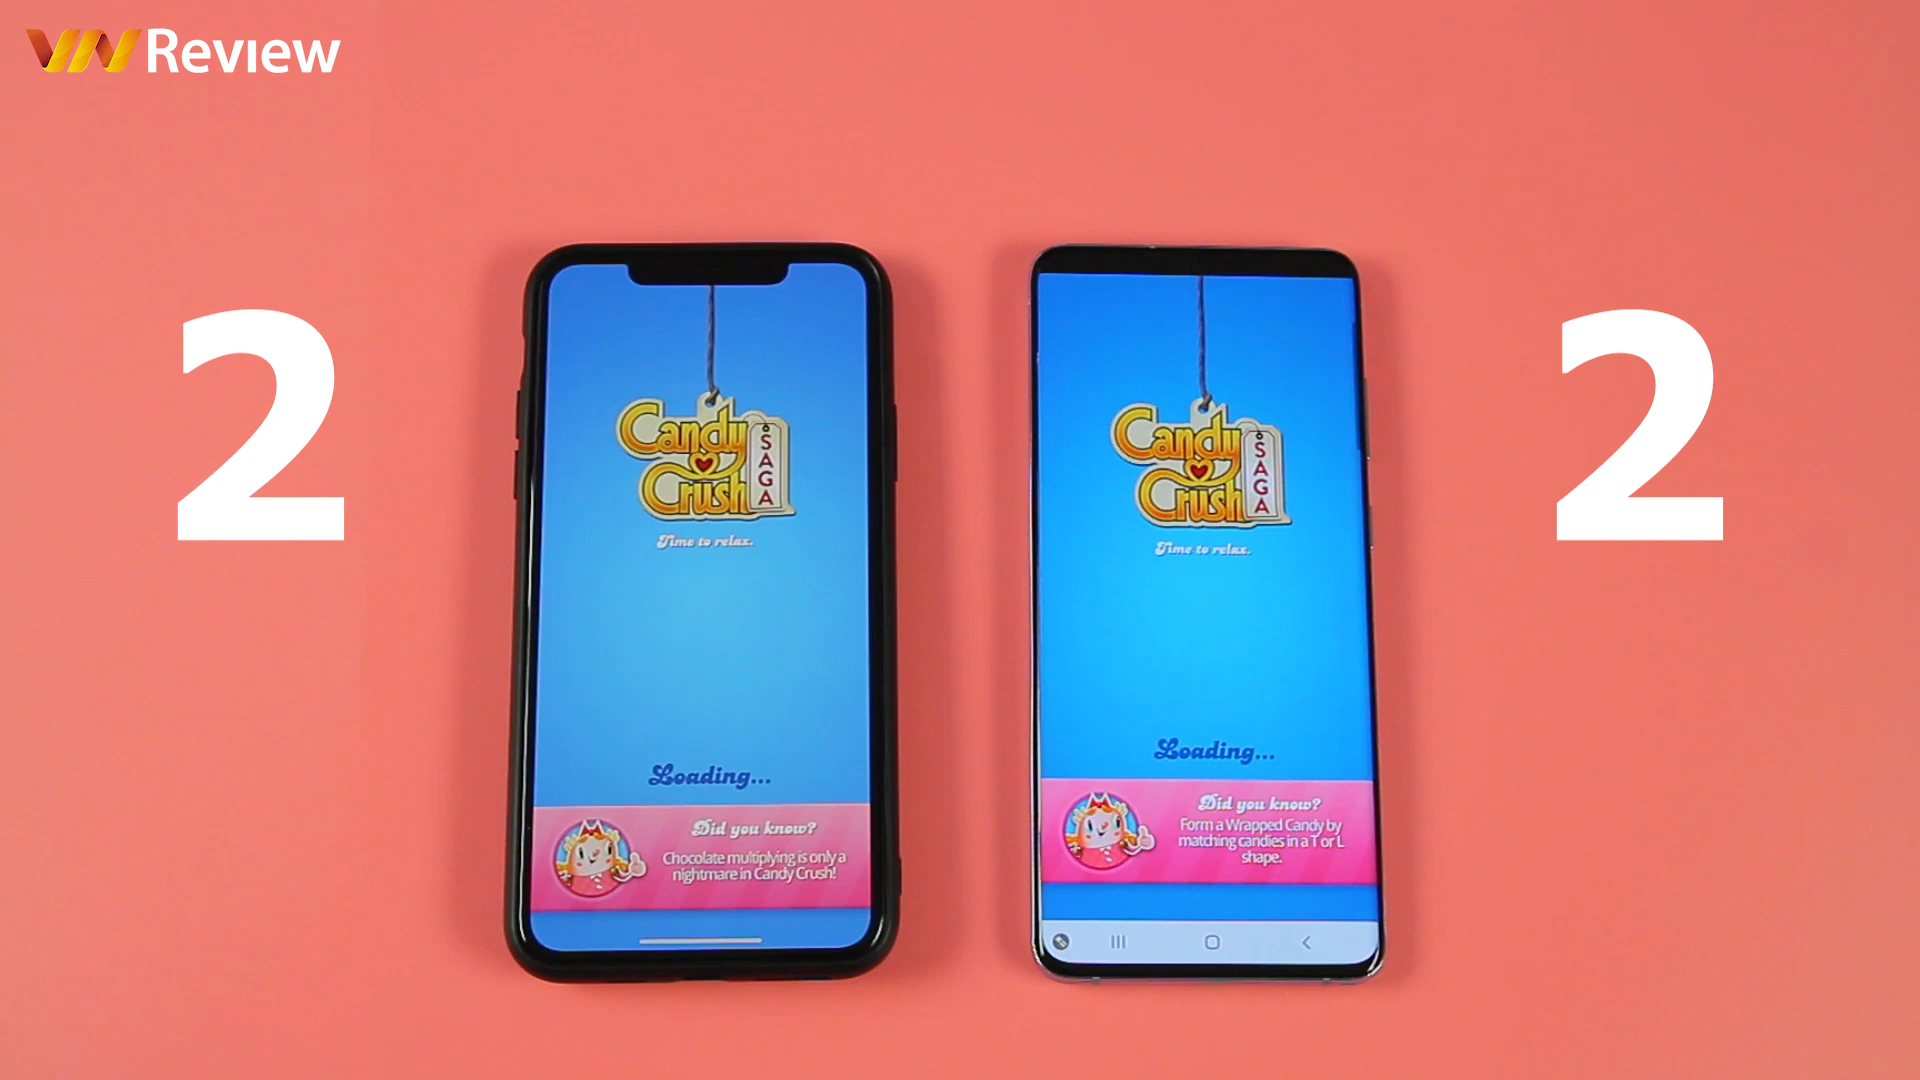 VN Review
2
2
Candy
Crush
SAGA
Time to relax.
Loading...
Did you know?
Chocolate multiplying is only a
nightmare in Candy Crush!
Candy
Crush
SAGA
Time to relax.
Loading...
Did you know?
Form a Wrapped Candy by
matching candies in a T or L
shape.